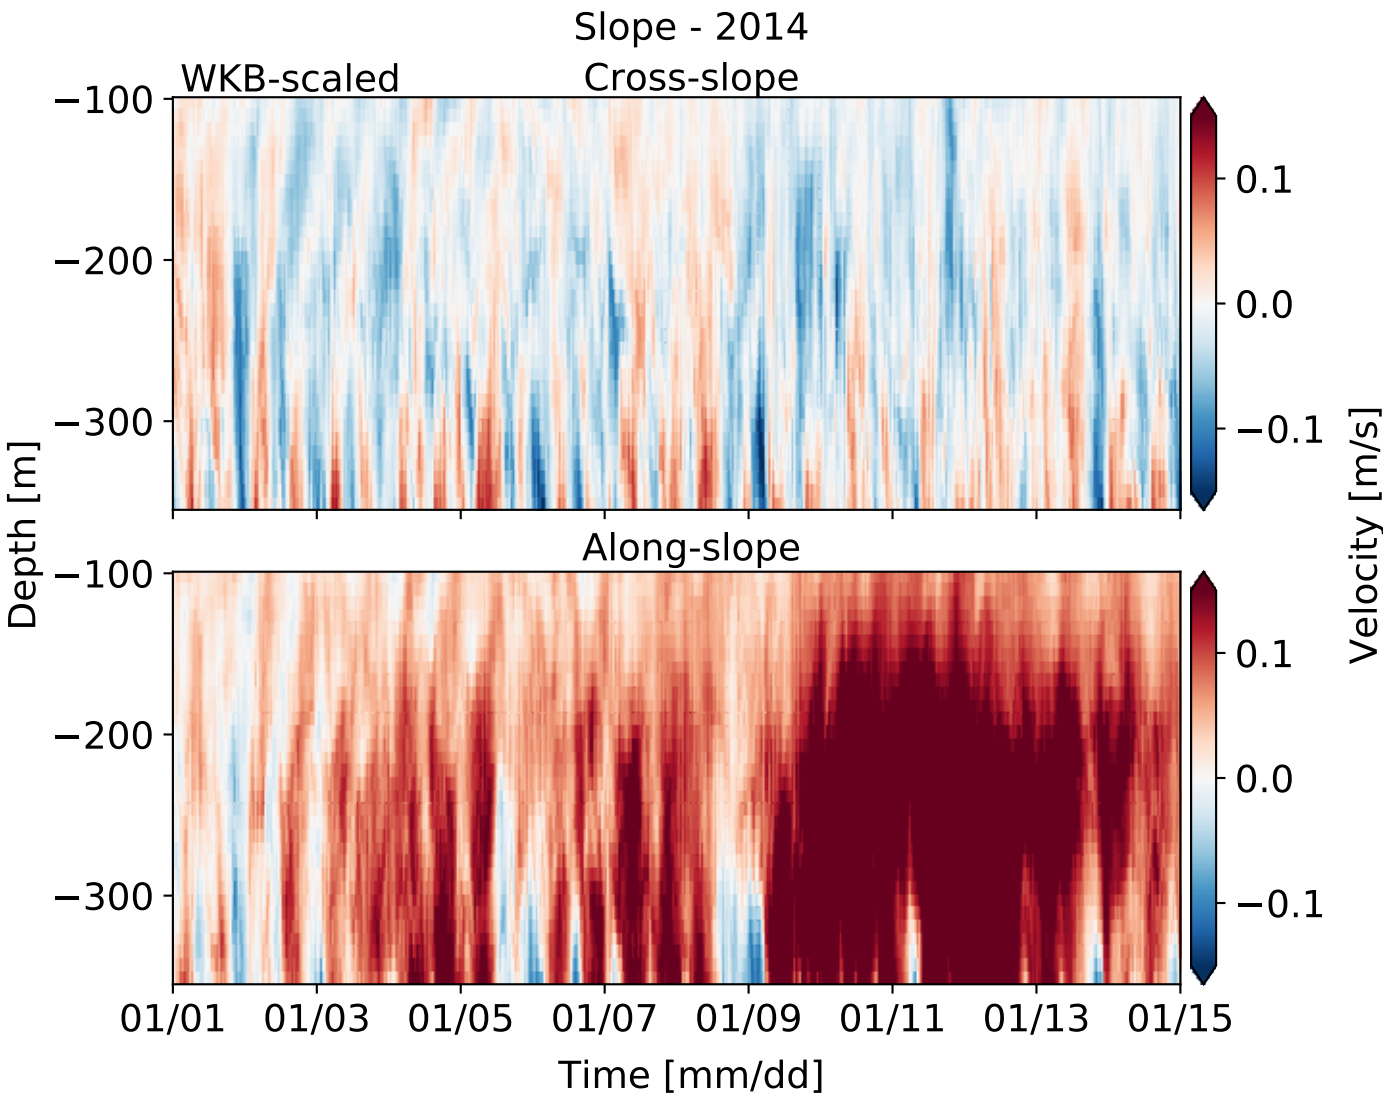 Slope - 2014
WKB-scaled
Cross-slope
−100
−200
−300
0.1
0.0
−0.1
Depth [m]
Velocity [m/s]
Along-slope
−100
−200
−300
0.1
0.0
−0.1
01/01 01/03 01/05 01/07 01/09 01/11 01/13 01/15
Time [mm/dd]